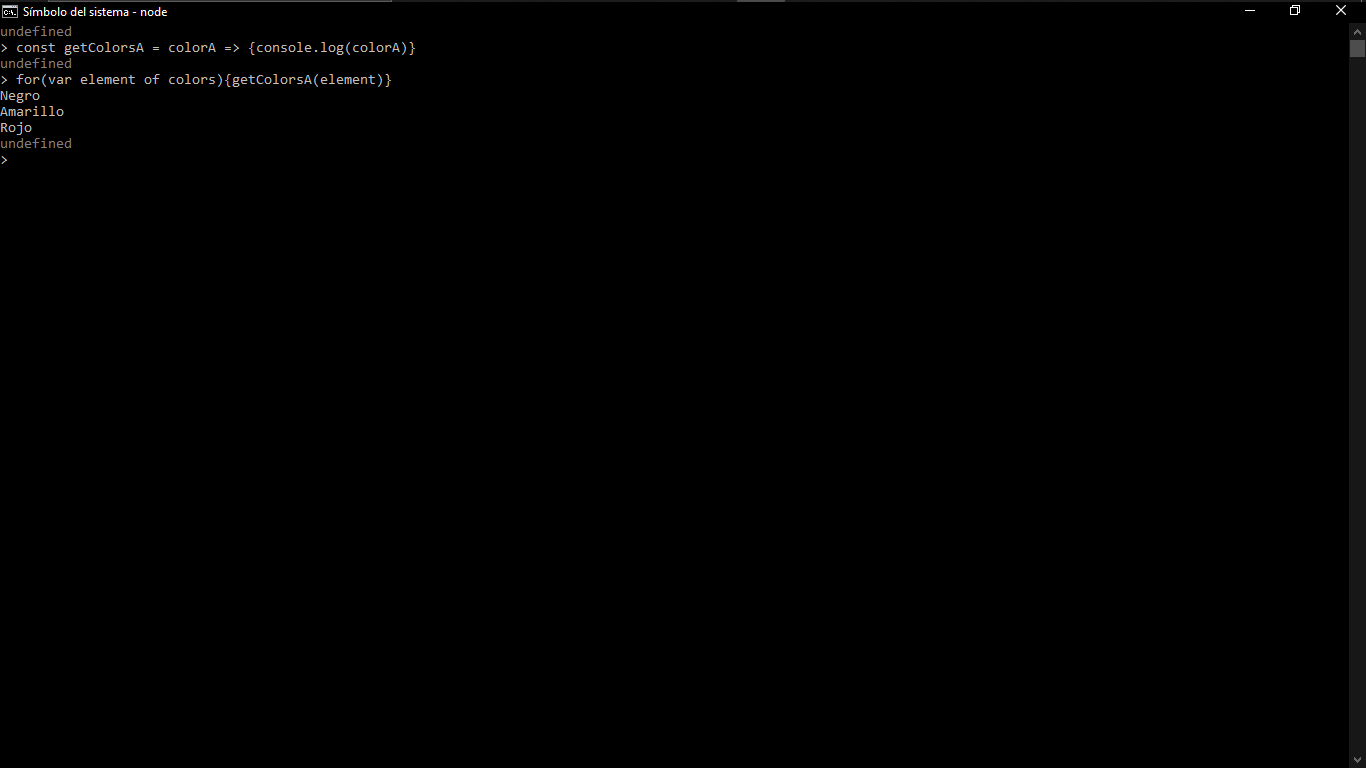 Símbolo del sistema - node
undefined
> const getColorsA = colorA => {console.log(colorA)}
undefined
> for(var element of colors){getColorsA(element)}
Negro
Amarillo
Rojo
undefined
>